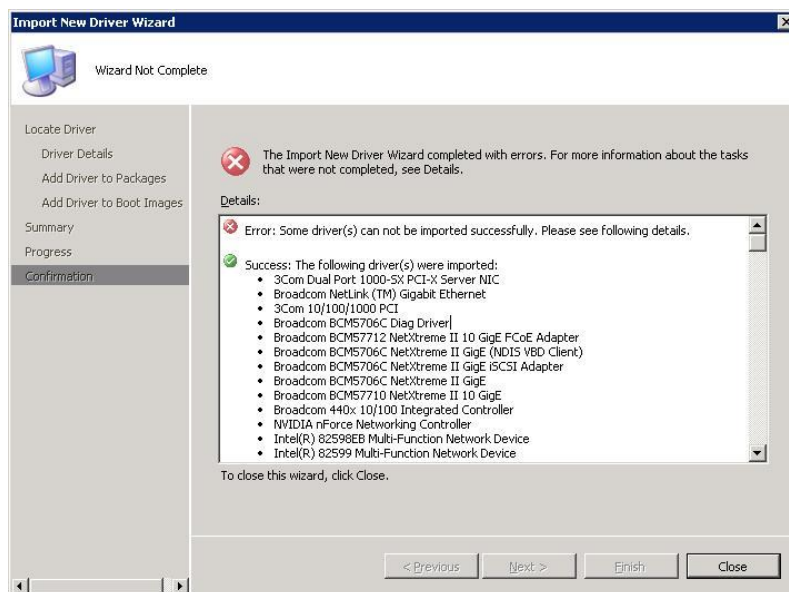 Import New Driver Wizard
Wizard Not Complete
Locate Driver
Driver Details
Add Driver to Packages
Add Driver to Boot Images
Summary
Progress
Confirmation
The Import New Driver Wizard completed with errors. For more information about the tasks
that were not completed, see Details.
Details:
Error: Some driver(s) can not be imported successfully. Please see following details.
Success: The following driver(s) were imported:
• 3Com Dual Port 1000-SX PCI-X Server NIC
• Broadcom NetLink (TM) Gigabit Ethernet
• 3Com 10/100/1000 PCI
• Broadcom BCM5706C Diag Driver
• Broadcom BCM57712 NetXtreme II 10 GigE FCoE Adapter
• Broadcom BCM5706C NetXtreme II GigE (NDIS VBD Client)
• Broadcom BCM5706C NetXtreme II GigE iSCSI Adapter
• Broadcom BCM5706C NetXtreme II GigE
• Broadcom BCM57710 NetXtreme II 10 GigE
• Broadcom 440x 10/100 Integrated Controller
• NVIDIA nForce Networking Controller
• Intel(R) 82598EB Multi-Function Network Device
• Intel(R) 82599 Multi-Function Network Device
To close this wizard, click Close.
< Previous
Next >
Finish
Close